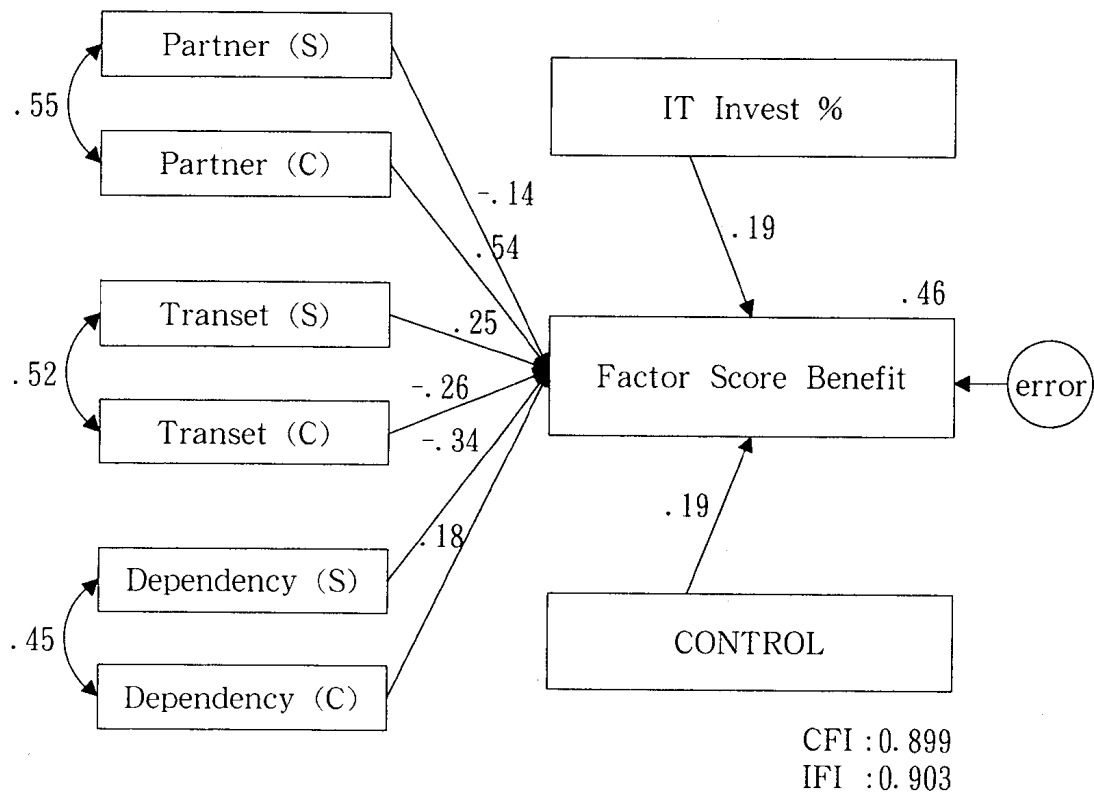 Partner (S)
.55
Partner (C)
IT Invest %
-.14
.54
.19
Transet (S)
.25
.46
.52
-.26
Factor Score Benefit
error
Transet (C)
-.34
.19
.18
Dependency (S)
.45
CONTROL
Dependency (C)
CFI :0.899
IFI :0.903